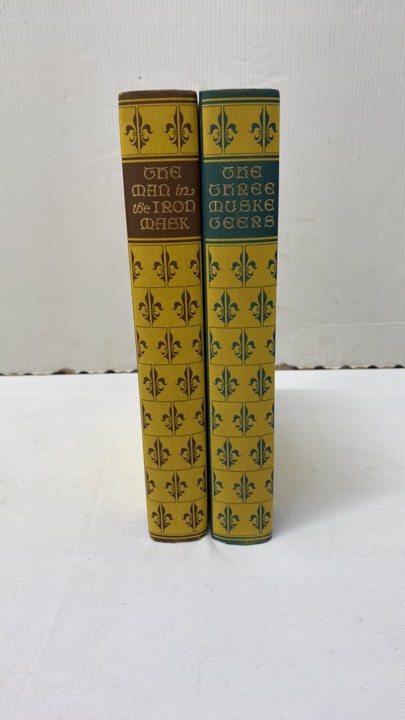 THE
MAN in
the IRON
MASK
THE
THREE
MUSKE
TEERS